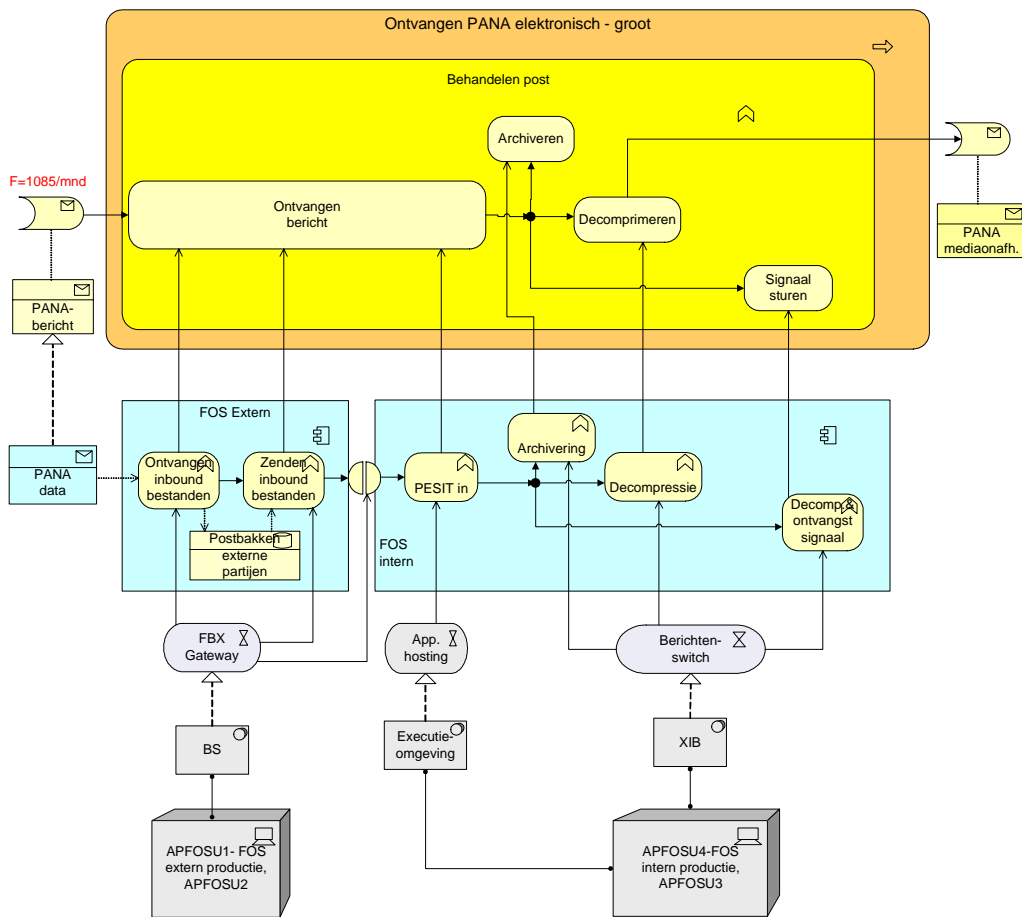 Ontvangen PANA elektronisch - groot
Behandelen post
Archiveren
F=1085/mnd
Ontvangen
bericht
Decomprimeren
PANA
mediaonafh.
Signaal
sturen
PANA-
bericht
FOS Extern
PANA
data
Ontvangen
inbound
bestanden
Zenden
inbound
bestanden
Postbakken
externe
partijen
PESIT in
Archivering
Decompressie
Decomp.&
ontvangst
signaal
FOS
intern
FBX
Gateway
App.
hosting
Berichten-
switch
BS
Executie-
omgeving
XIB
APFOSU1- FOS
extern productie,
APFOSU2
APFOSU4-FOS
intern productie,
APFOSU3